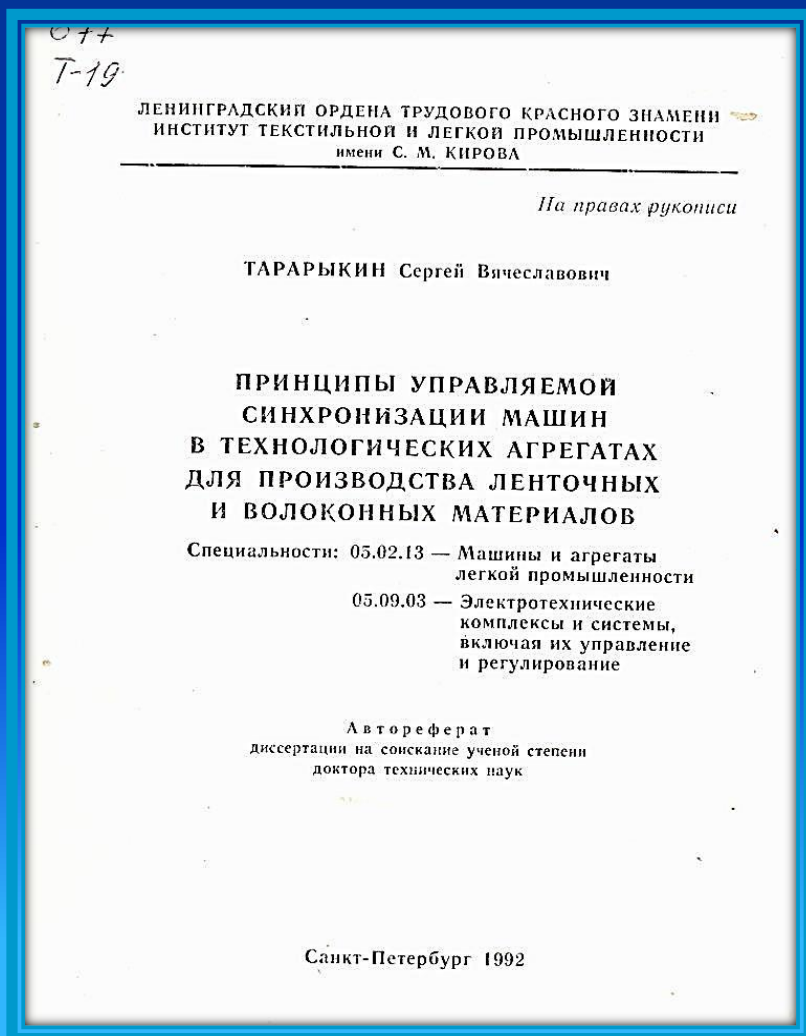 677
Т-19
ЛЕНИНГРАДСКИЙ ОРДЕНА ТРУДОВОГО КРАСНОГО ЗНАМЕНИ
ИНСТИТУТ ТЕКСТИЛЬНОЙ И ЛЕГКОЙ ПРОМЫШЛЕННОСТИ
имени С. М. КИРОВА
На правах рукописи
ТАРАРЫКИН Сергей Вячеславович
ПРИНЦИПЫ УПРАВЛЯЕМОЙ
СИНХРОНИЗАЦИИ МАШИН
В ТЕХНОЛОГИЧЕСКИХ АГРЕГАТАХ
ДЛЯ ПРОИЗВОДСТВА ЛЕНТОЧНЫХ
И ВОЛОКОННЫХ МАТЕРИАЛОВ
Специальности: 05.02.13 — Машины и агрегаты
легкой промышленности
05.09.03 — Электротехнические
комплексы и системы,
включая их управление
и регулирование
Автореферат
диссертации на соискание ученой степени
доктора технических наук
Санкт-Петербург 1992